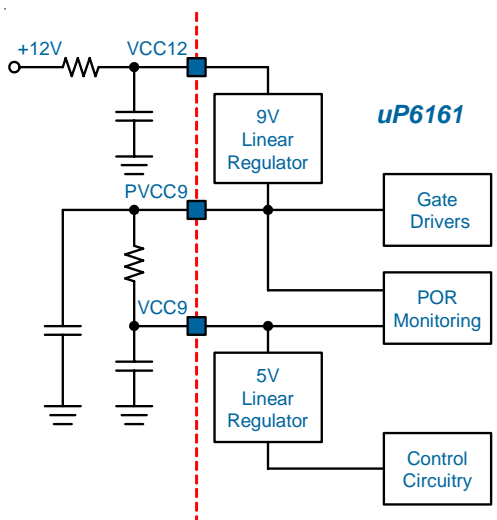 +12V
VCC12
9V
Linear
Regulator
uP6161
PVCC9
Gate
Drivers
VCC9
POR
Monitoring
5V
Linear
Regulator
Control
Circuitry